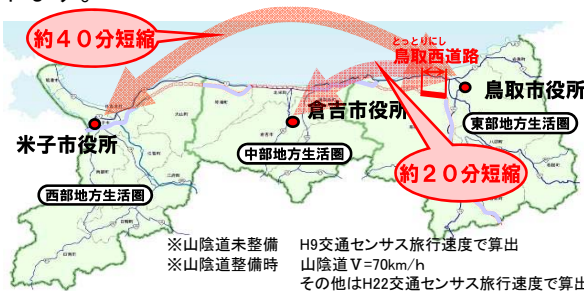 約40分短縮
とっとりにし
鳥取西道路
鳥取市役所
倉吉市役所
東部地方生活圏
米子市役所
中部地方生活圏
約20分短縮
西部地方生活圏
※山陰道未整備 H9交通センサス旅行速度で算出
※山陰道整備時 山陰道V=70km/h
その他はH22交通センサス旅行速度で算出